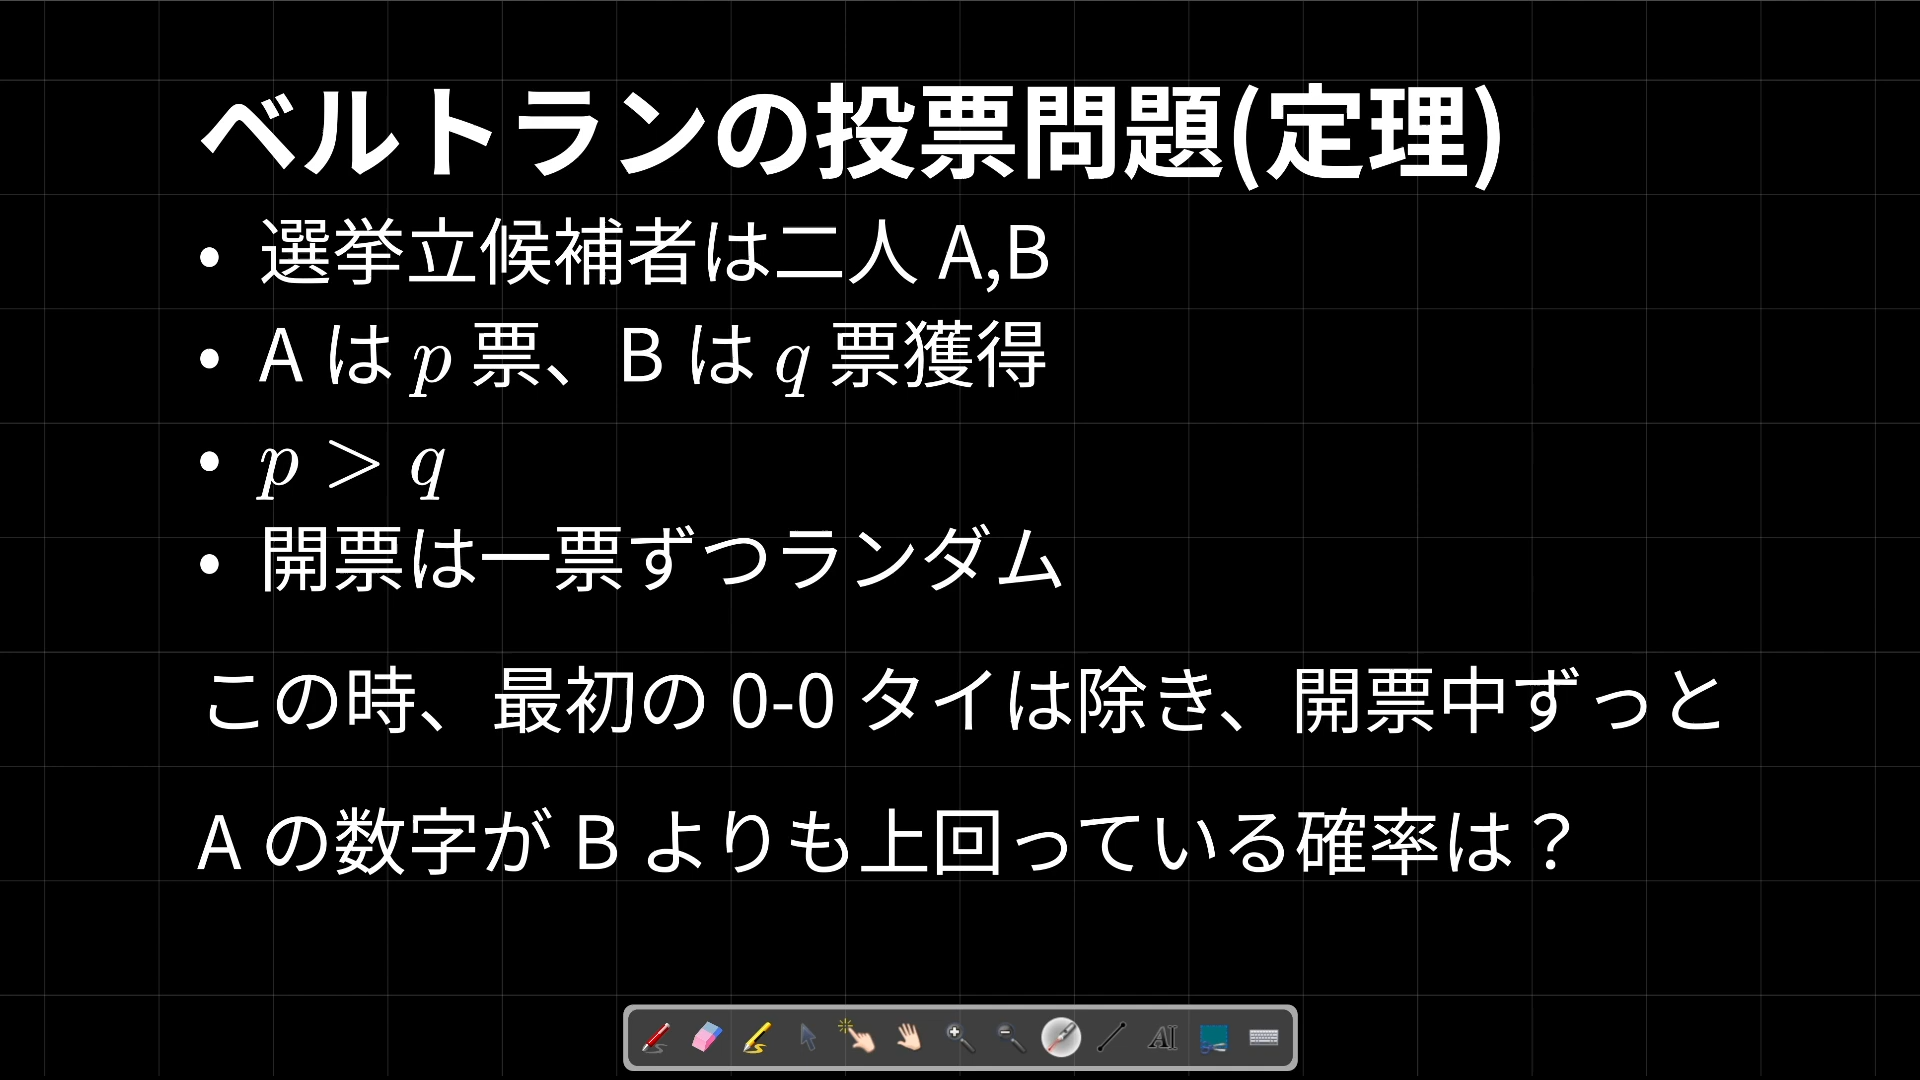 ベルトランの投票問題(定理)
• 選挙立候補者は二人 A,B
• A は p 票、B は q 票獲得
• p > q
• 開票は一票ずつランダム
この時、最初の 0-0 タイは除き、開票中ずっと
A の数字が B よりも上回っている確率は？
AI